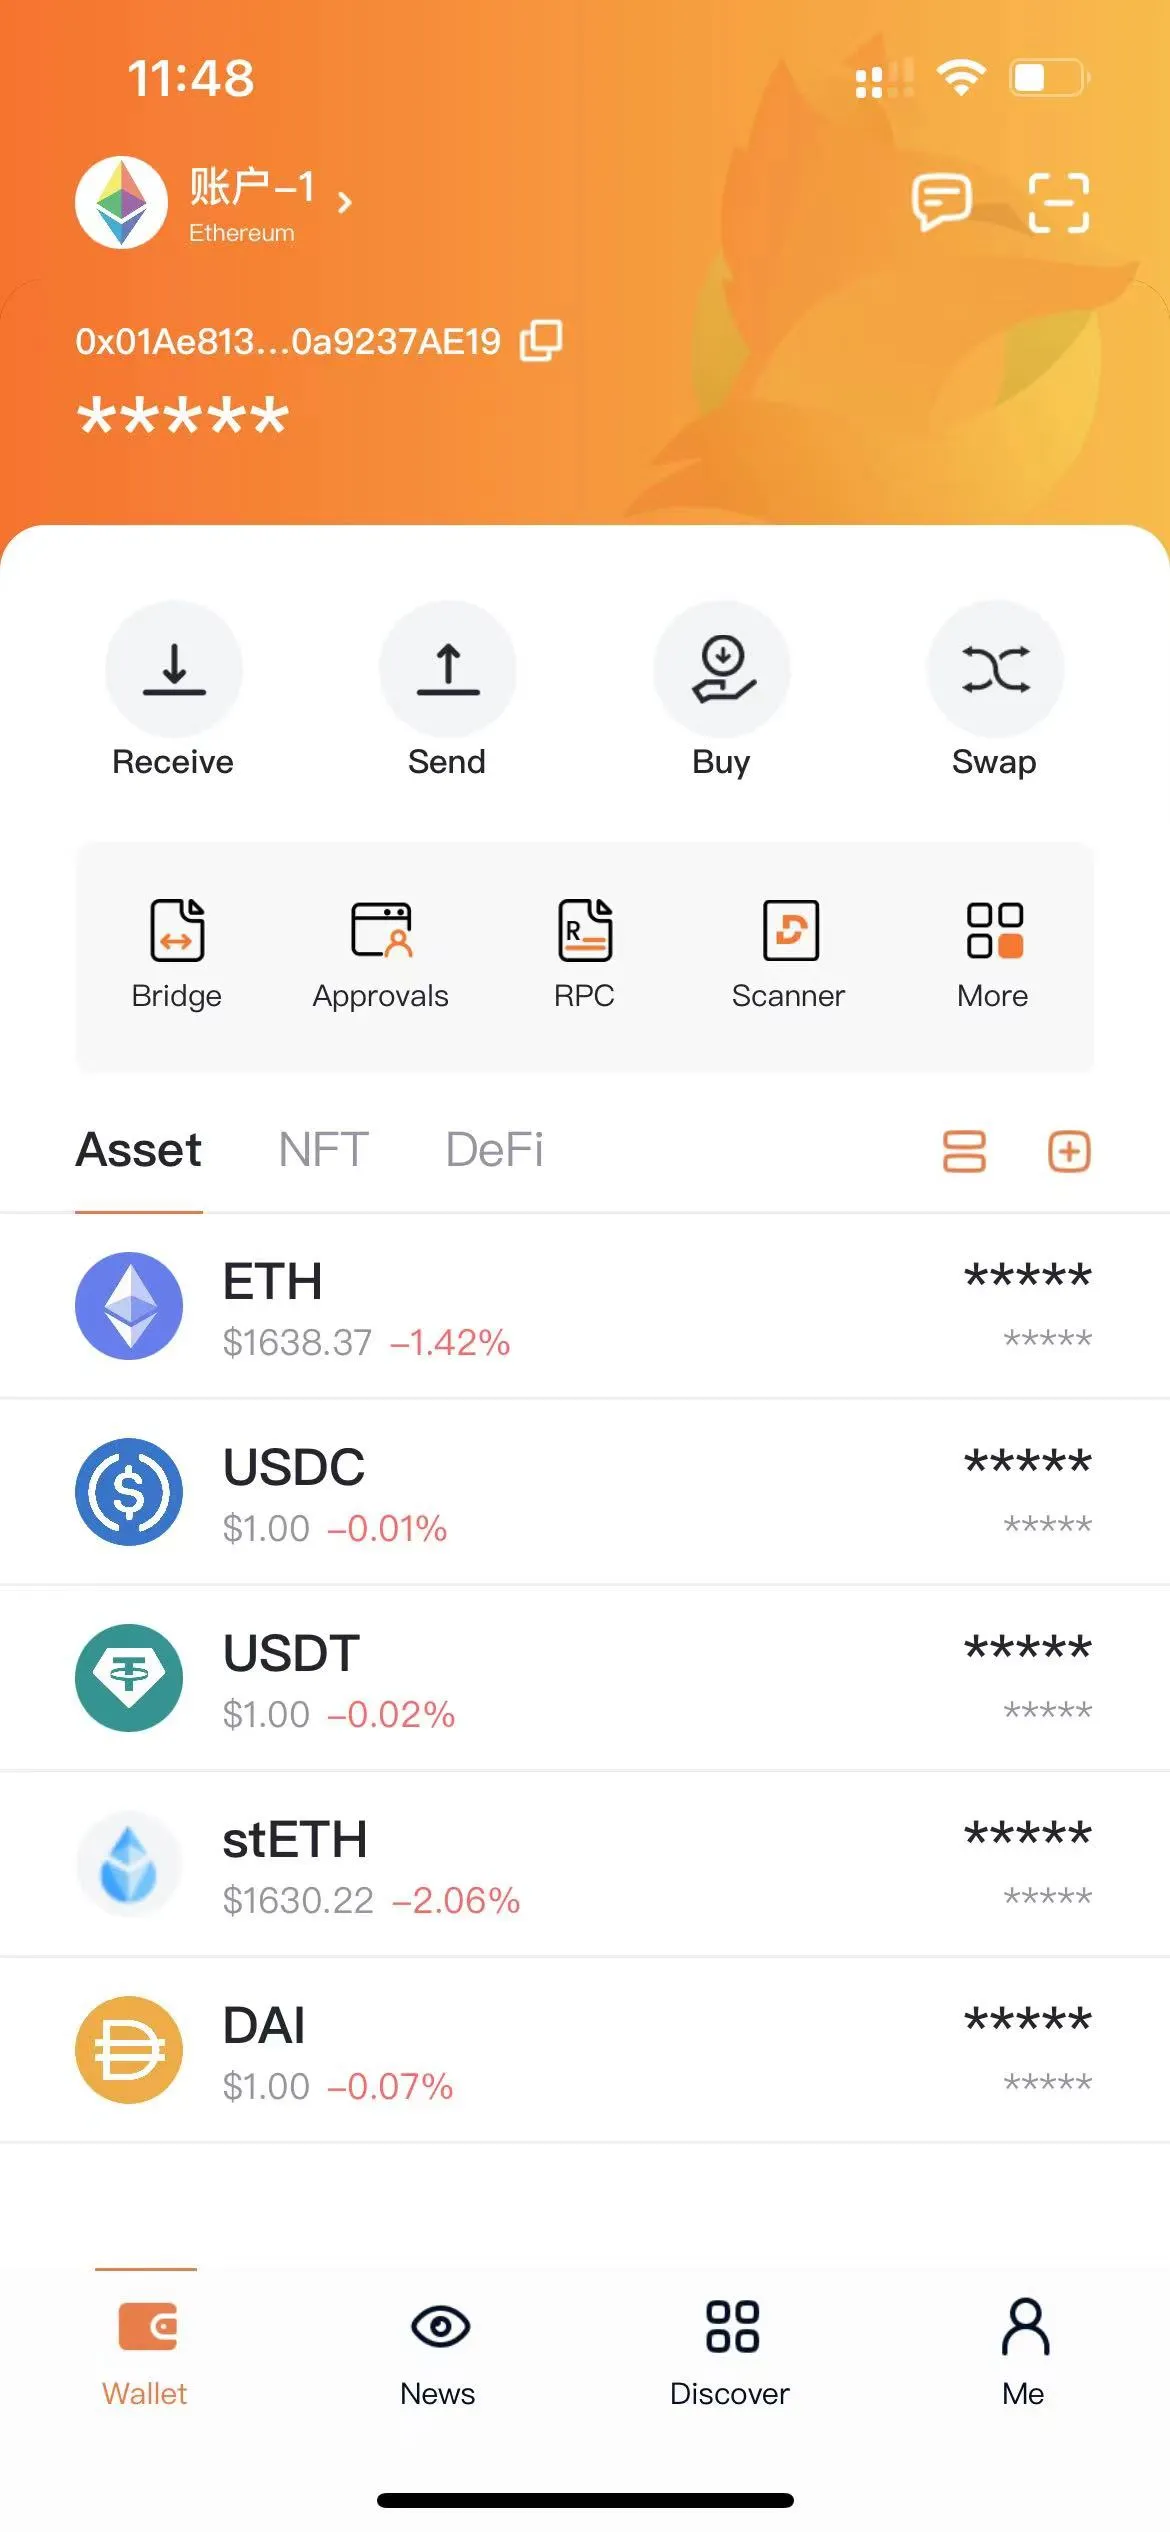 11:48
账户-1
Ethereum
0x01Ae813...0a9237AE19
*****
Receive Send Buy Swap
Bridge Approvals RPC Scanner More
Asset NFT DeFi
ETH *****
$1638.37 -1.42% *****
USDC *****
$1.00 -0.01% *****
USDT *****
$1.00 -0.02% *****
stETH *****
$1630.22 -2.06% *****
DAI *****
$1.00 -0.07% *****
Wallet News Discover Me